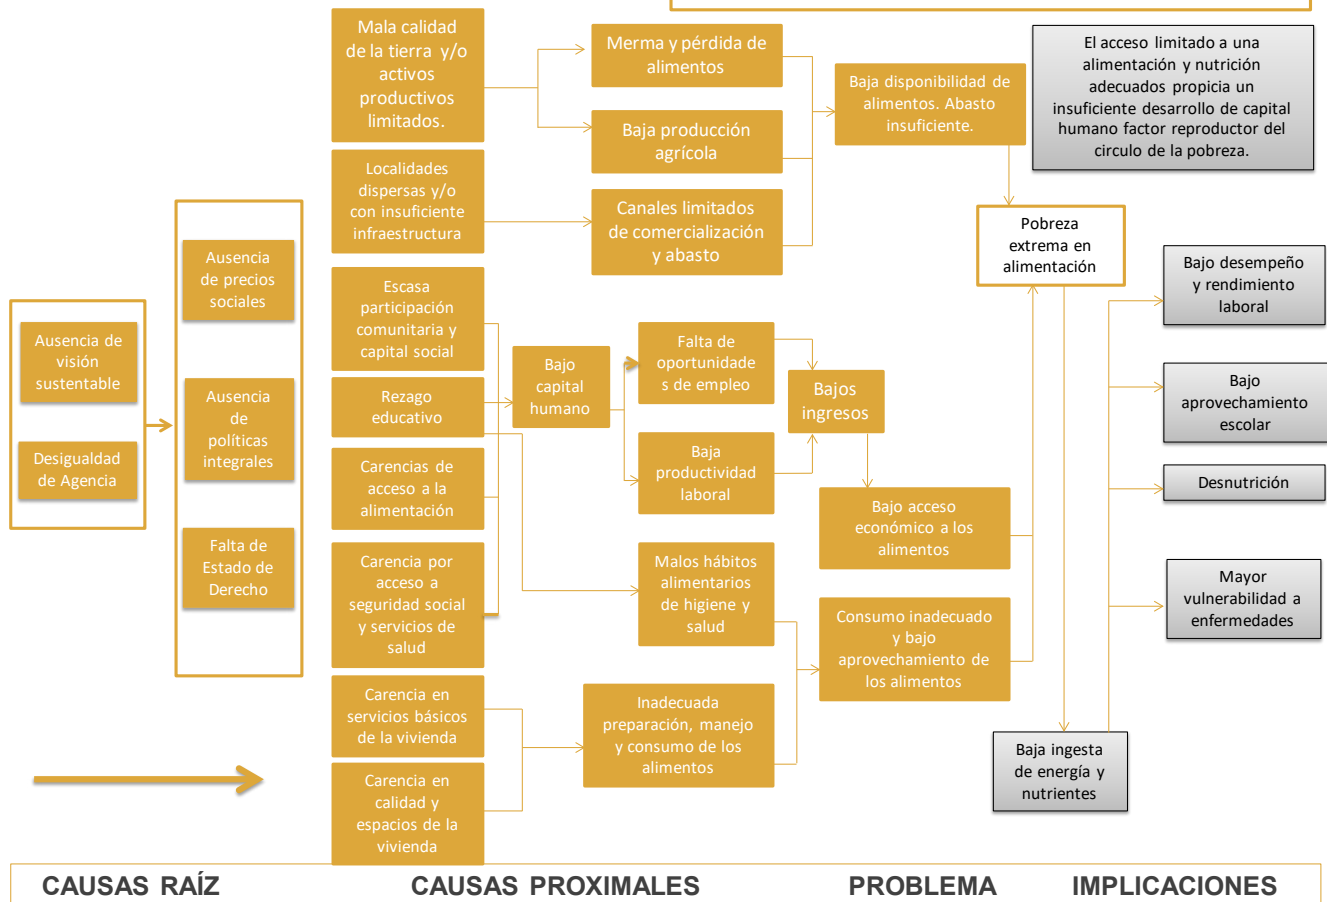 Ausencia de
visión
sustentable
Desigualdad
de Agencia
Ausencia
de precios
sociales
Ausencia
de
políticas
integrales
Falta de
Estado de
Derecho
Mala calidad
de la tierra y/o
activos
productivos
limitados.
Localidades
dispersas y/o
con insuficiente
infraestructura
Escasa
participación
comunitaria y
capital social
Rezago
educativo
Carencias de
acceso a la
alimentación
Carencia por
acceso a
seguridad social
y servicios de
salud
Carencia en
servicios básicos
de la vivienda
Carencia en
calidad y
espacios de la
vivienda
Bajo
capital
humano
Merma y pérdida de
alimentos
Baja producción
agrícola
Canales limitados
de comercialización
y abasto
Falta de
oportunidade
s de empleo
Baja
productividad
laboral
Malos hábitos
alimentarios
de higiene y
salud
Inadecuada
preparación, manejo
y consumo de los
alimentos
Bajos
ingresos
Baja disponibilidad de
alimentos. Abasto
insuficiente.
Bajo acceso
económico a los
alimentos
Consumo inadecuado
y bajo
aprovechamiento de
los alimentos
Pobreza
extrema en
alimentación
El acceso limitado a una
alimentación y nutrición
adecuados propicia un
insuficiente desarrollo de capital
humano factor reproductor del
circulo de la pobreza.
Bajo desempeño
y rendimiento
laboral
Bajo
aprovechamiento
escolar
Desnutrición
Mayor
vulnerabilidad a
enfermedades
Baja ingesta
de energía y
nutrientes
CAUSAS RAÍZ CAUSAS PROXIMALES PROBLEMA IMPLICACIONES